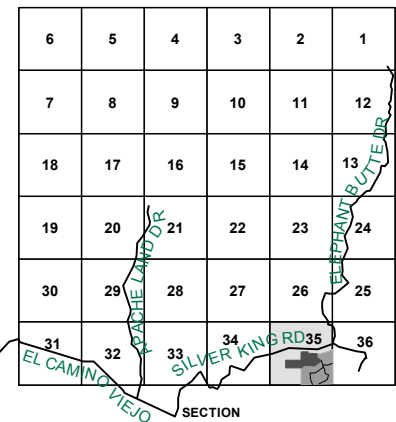 6 5 4 3 2 1
7 8 9 10 11 12
18 17 16 15 14 13
19 20 21 22 23 24
30 29 28 27 26 25
31 32 33 34 35 36
ELEPHANT BUTTE DR
APACHE LAND DR
SILVER KING RD
EL CAMINO VIEJO
SECTION